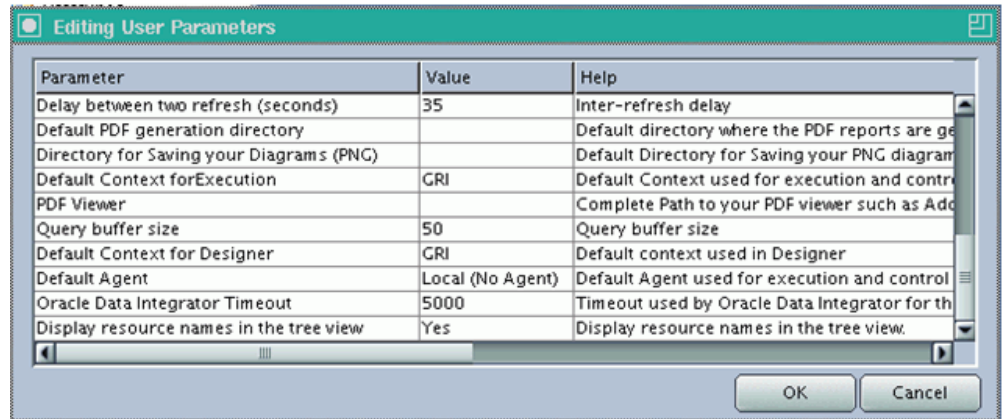 Editing User Parameters
Parameter Value Help
Delay between two refresh (seconds) 35 Inter-refresh delay
Default PDF generation directory Default directory where the PDF reports are ge
Directory for Saving your Diagrams (PNG) Default Directory for Saving your PNG diagram
Default Context forExecution GRI Default Context used for execution and contr
PDF Viewer Complete Path to your PDF viewer such as
Query buffer size 50 Query buffer size
Default Context for Designer GRI Default context used in Designer
Default Agent Local (No Agent) Default Agent used for execution and control
Oracle Data Integrator Timeout 5000 Timeout used by Oracle Data Integrator for th
Display resource names in the tree view Yes Display resource names in the tree view.
OK Cancel